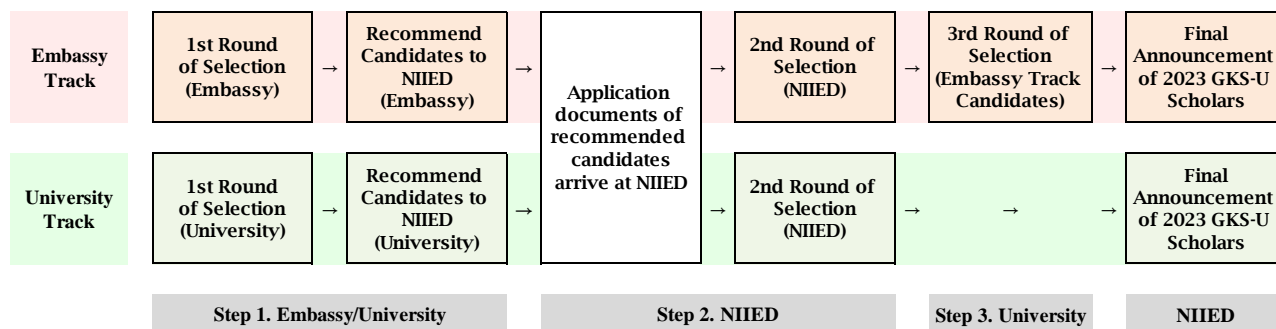 Embassy
Track
1st Round
of Selection
(Embassy)
→
Recommend
Candidates to
NIIED
(Embassy)
→
Application
documents of
recommended
candidates
arrive at NIIED
→
2nd Round of
Selection
(NIIED)
→
3rd Round of
Selection
(Embassy Track
Candidates)
→
Final
Announcement
of 2023 GKS-U
Scholars
University
Track
1st Round
of Selection
(University)
→
Recommend
Candidates to
NIIED
(University)
→
→
2nd Round of
Selection
(NIIED)
→
→
→
Final
Announcement
of 2023 GKS-U
Scholars
Step 1. Embassy/University
Step 2. NIIED
Step 3. University
NIIED